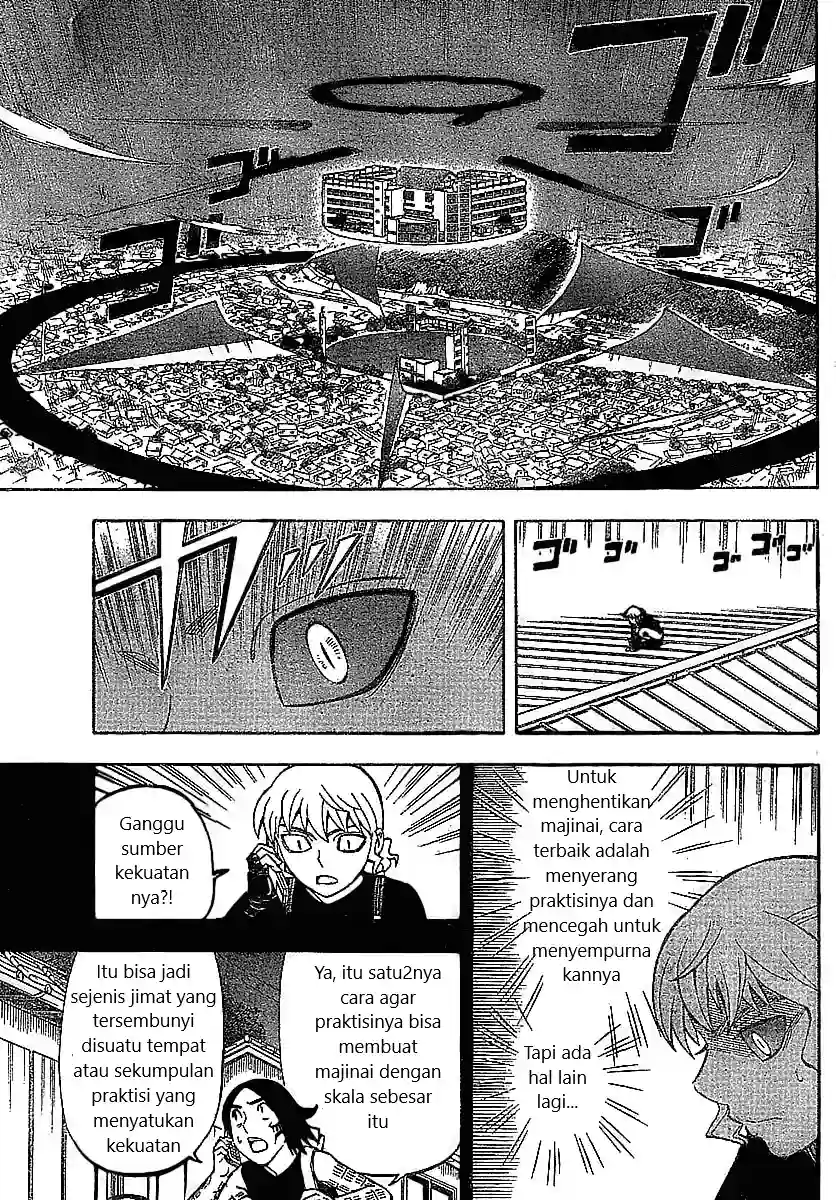 ゴ
ゴ
ゴ
ゴ
ゴ
ゴ
ゴ
ゴ
ゴ
ゴ
Untuk
menghentikan
majinai, cara
terbaik adalah
menyerang
praktisinya dan
mencegah untuk
menyempurna
kannya
Tapi ada
hal lain
lagi...
Ganggu
sumber
kekuatan
nya?!
Ya, itu satu2nya
cara agar
praktisinya bisa
membuat
majinai dengan
skala sebesar
itu
Itu bisa jadi
sejenis jimat yang
tersembunyi
disuatu tempat
atau sekumpulan
praktisi yang
menyatukan
kekuatan